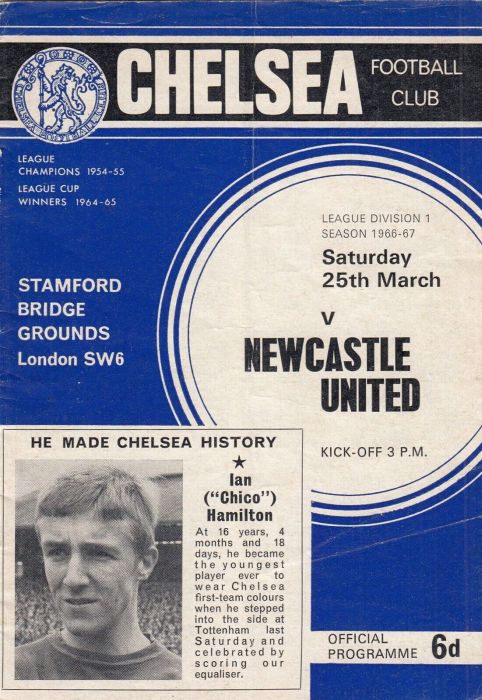 CHELSEA FOOTBALL
CLUB
CHELSEA FOOTBALL CLUB
LEAGUE
CHAMPIONS 1954-55
LEAGUE CUP
WINNERS 1964-65
LEAGUE DIVISION 1
SEASON 1966-67
Saturday
25th March
v
NEWCASTLE
UNITED
KICK-OFF 3 P.M.
STAMFORD
BRIDGE
GROUNDS
London SW6
HE MADE CHELSEA HISTORY
★
Ian
("Chico")
Hamilton
At 16 years, 4
months and 18
days, he became
the youngest
player ever to
wear Chelsea
first-team colours
when he stepped
into the side at
Tottenham last
Saturday and
celebrated by
scoring our
equaliser.
OFFICIAL
PROGRAMME 6d